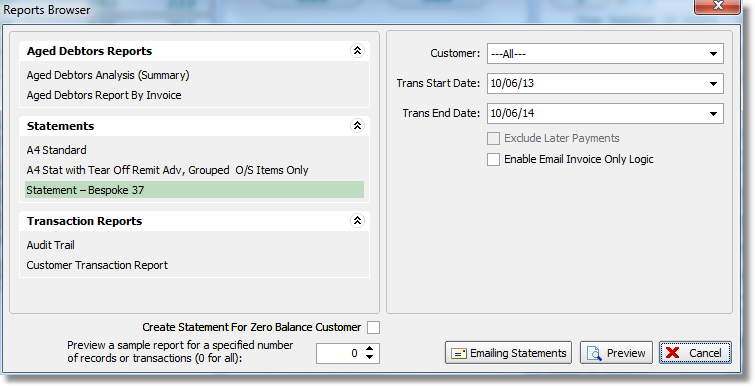 Reports Browser
Aged Debtors Reports
Aged Debtors Analysis (Summary)
Aged Debtors Report By Invoice
Statements
A4 Standard
A4 Stat with Tear Off Remit Adv, Grouped O/S Items Only
Statement – Bespoke 37
Transaction Reports
Audit Trail
Customer Transaction Report
Customer: ---All---
Trans Start Date: 10/06/13
Trans End Date: 10/06/14
Exclude Later Payments
Enable Email Invoice Only Logic
Create Statement For Zero Balance Customer
Preview a sample report for a specified number
of records or transactions (0 for all): 0
Emailing Statements Preview Cancel